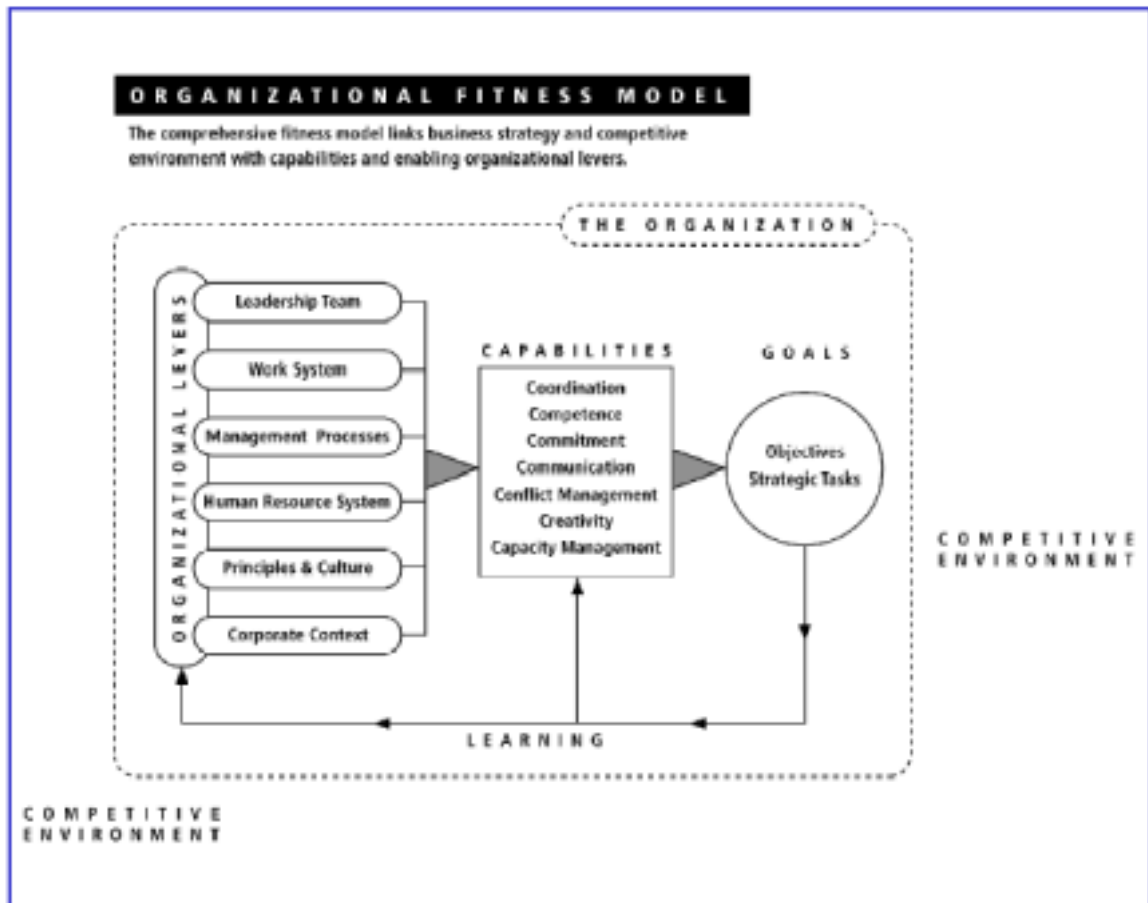 ORGANIZATIONAL FITNESS MODEL
The comprehensive fitness model links business strategy and competitive
environment with capabilities and enabling organizational levers.
THE ORGANIZATION
ORGANIZATIONAL LEVERS
Leadership Team
Work System
Management Processes
Human Resource System
Principles & Culture
Corporate Context
CAPABILITIES
Coordination
Competence
Commitment
Communication
Conflict Management
Creativity
Capacity Management
GOALS
Objectives
Strategic Tasks
COMPETITIVE
ENVIRONMENT
LEARNING
COMPETITIVE
ENVIRONMENT